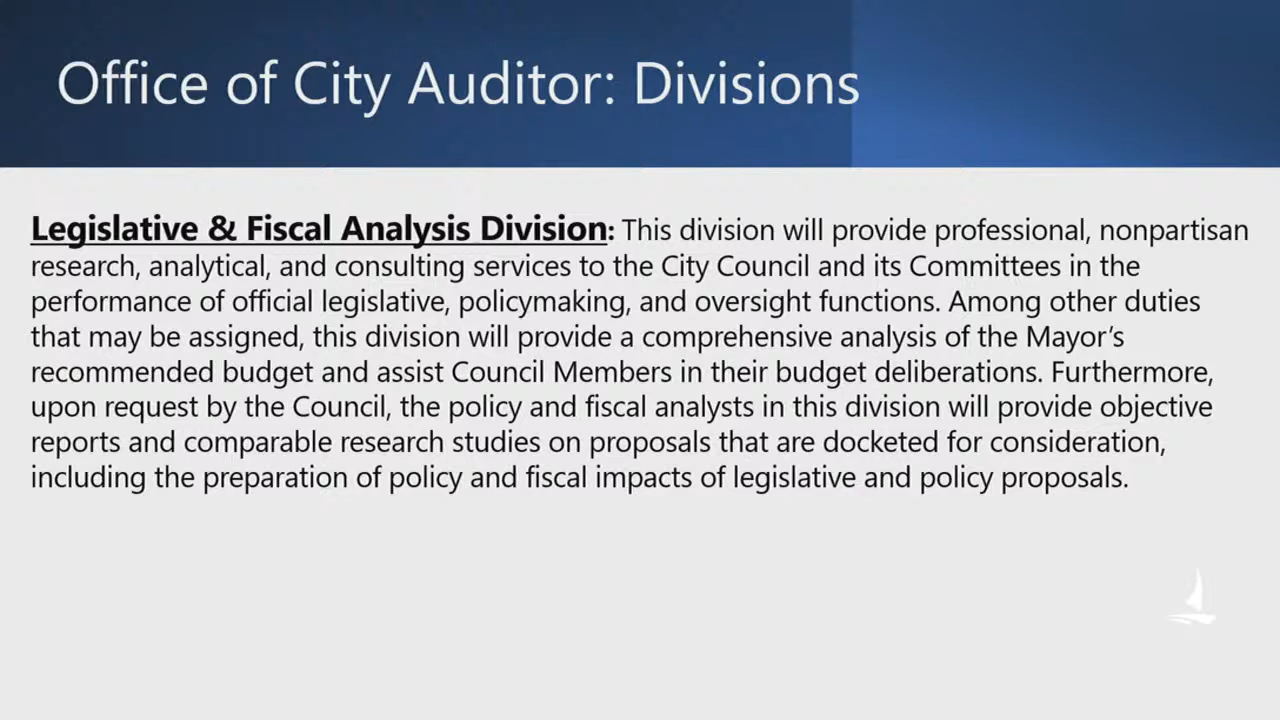 Office of City Auditor: Divisions
Legislative & Fiscal Analysis Division: This division will provide professional, nonpartisan
research, analytical, and consulting services to the City Council and its Committees in the
performance of official legislative, policymaking, and oversight functions. Among other duties
that may be assigned, this division will provide a comprehensive analysis of the Mayor’s
recommended budget and assist Council Members in their budget deliberations. Furthermore,
upon request by the Council, the policy and fiscal analysts in this division will provide objective
reports and comparable research studies on proposals that are docketed for consideration,
including the preparation of policy and fiscal impacts of legislative and policy proposals.